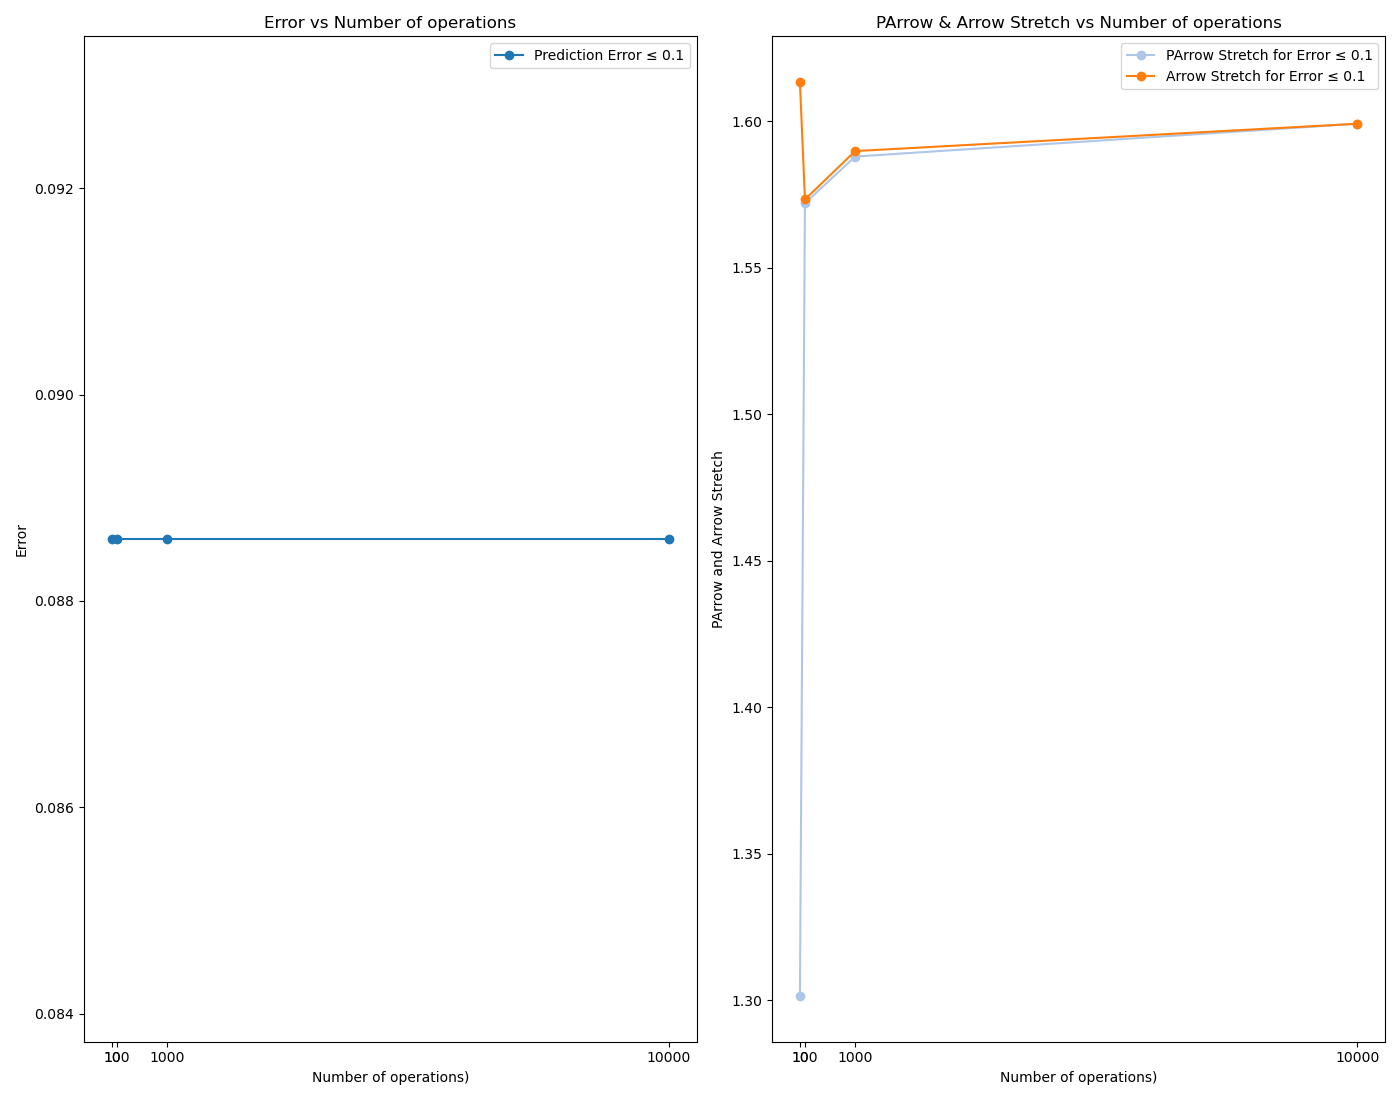 Error vs Number of operations
Prediction Error ≤ 0.1
0.092
0.090
0.088
0.086
0.084
Error
10 100 1000 10000
Number of operations)
PArrow & Arrow Stretch vs Number of operations
PArrow Stretch for Error ≤ 0.1
Arrow Stretch for Error ≤ 0.1
1.60
1.55
1.50
1.45
1.40
1.35
1.30
PArrow and Arrow Stretch
10 100 1000 10000
Number of operations)